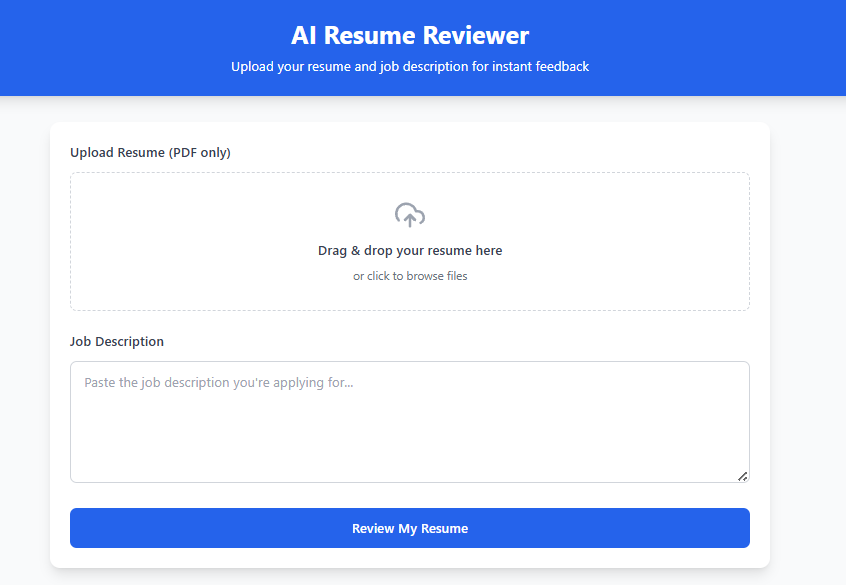 AI Resume Reviewer
Upload your resume and job description for instant feedback
Upload Resume (PDF only)
Drag & drop your resume here
or click to browse files
Job Description
Paste the job description you're applying for...
Review My Resume